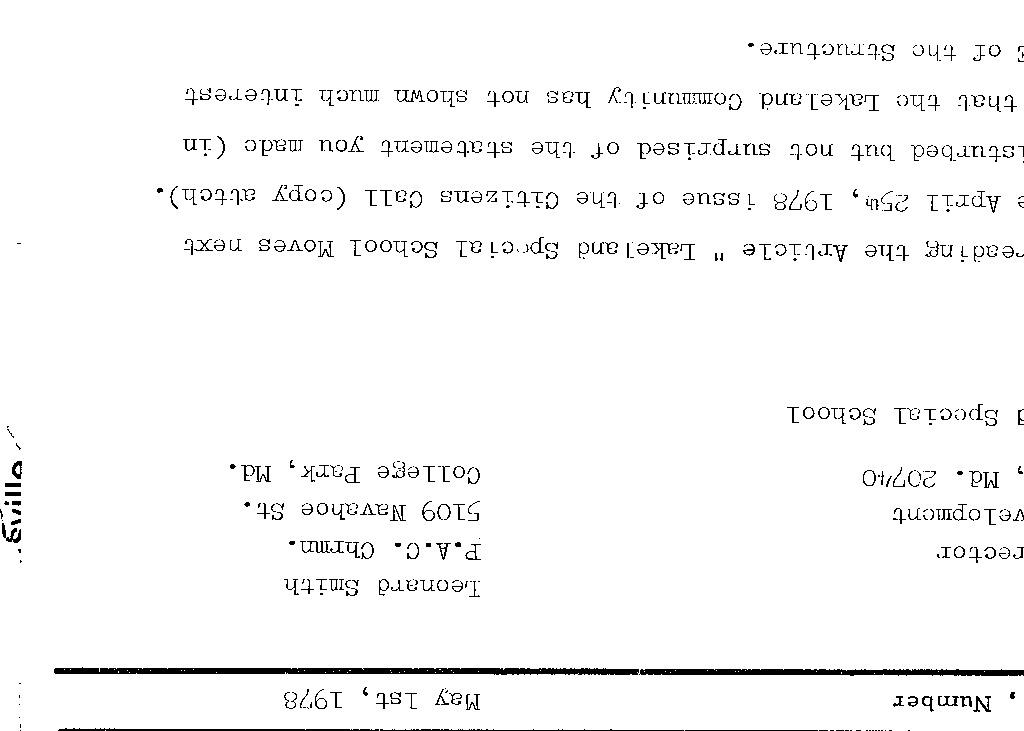 , Number May 1st, 1978
Leonard Smith
rector P.A.C. Chrmn.
velopment 5109 Navahoe St.
, Md. 20740 College Park, Md.
d Special School
reading the Article " Lakeland Special School Moves next
e April 25th, 1978 issue of the Citizens Call (copy attch).
isturbed but not surprised of the statement you made (in
that the Lakeland Community has not shown much interest
of the Structure.
sville